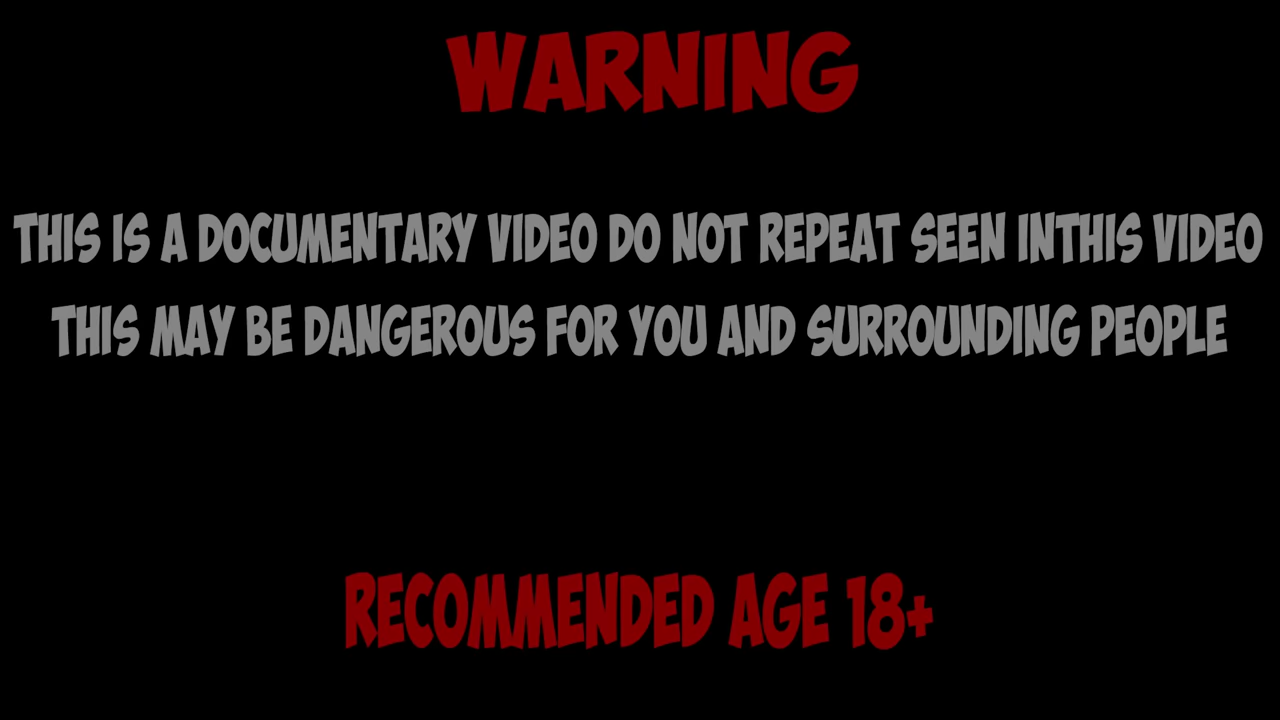 WARNING
THIS IS A DOCUMENTARY VIDEO DO NOT REPEAT SEEN INTHIS VIDEO
THIS MAY BE DANGEROUS FOR YOU AND SURROUNDING PEOPLE
RECOMMENDED AGE 18+